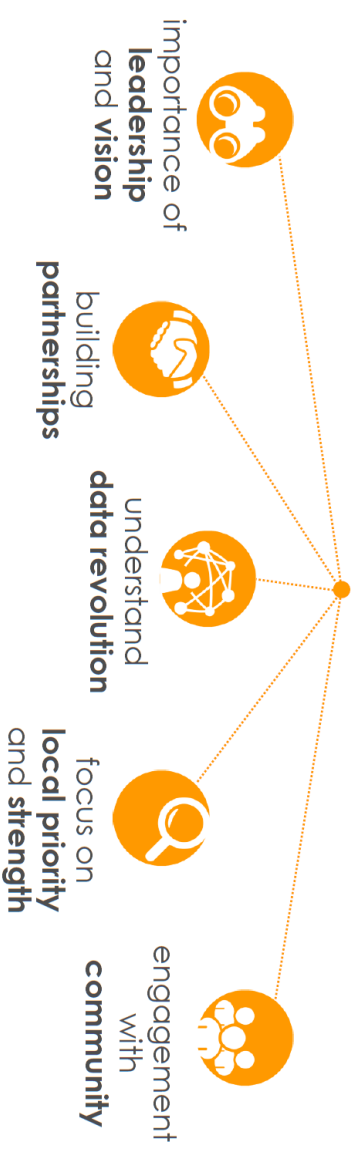 importance of
leadership
and vision
building
partnerships
understand
data revolution
focus on
local priority
and strength
engagement
with
community